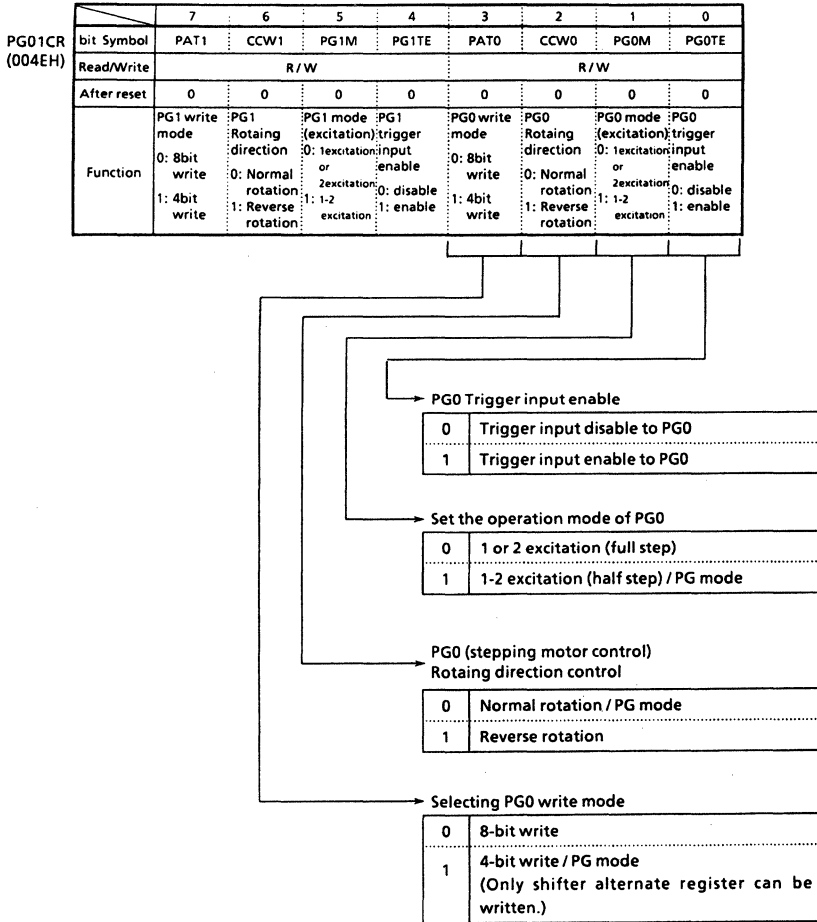 7 6 5 4 3 2 1 0
PG01CR (004EH)
bit Symbol PAT1 CCW1 PG1M PG1TE PAT0 CCW0 PG0M PG0TE
Read/Write R / W R / W
After reset 0 0 0 0 0 0 0 0
Function
PG1 write mode
0: 8bit write
1: 4bit write
PG1 Rotaing direction
0: Normal rotation
1: Reverse rotation
PG1 mode (excitation)
0: 1excitation or 2excitation
1: 1-2 excitation
PG1 trigger input enable
0: disable
1: enable
PG0 write mode
0: 8bit write
1: 4bit write
PG0 Rotaing direction
0: Normal rotation
1: Reverse rotation
PG0 mode (excitation)
0: 1excitation or 2excitation
1: 1-2 excitation
PG0 trigger input enable
0: disable
1: enable
PG0 Trigger input enable
0 Trigger input disable to PG0
1 Trigger input enable to PG0
Set the operation mode of PG0
0 1 or 2 excitation (full step)
1 1-2 excitation (half step) / PG mode
PG0 (stepping motor control)
Rotaing direction control
0 Normal rotation / PG mode
1 Reverse rotation
Selecting PG0 write mode
0 8-bit write
1 4-bit write / PG mode
(Only shifter alternate register can be
written.)